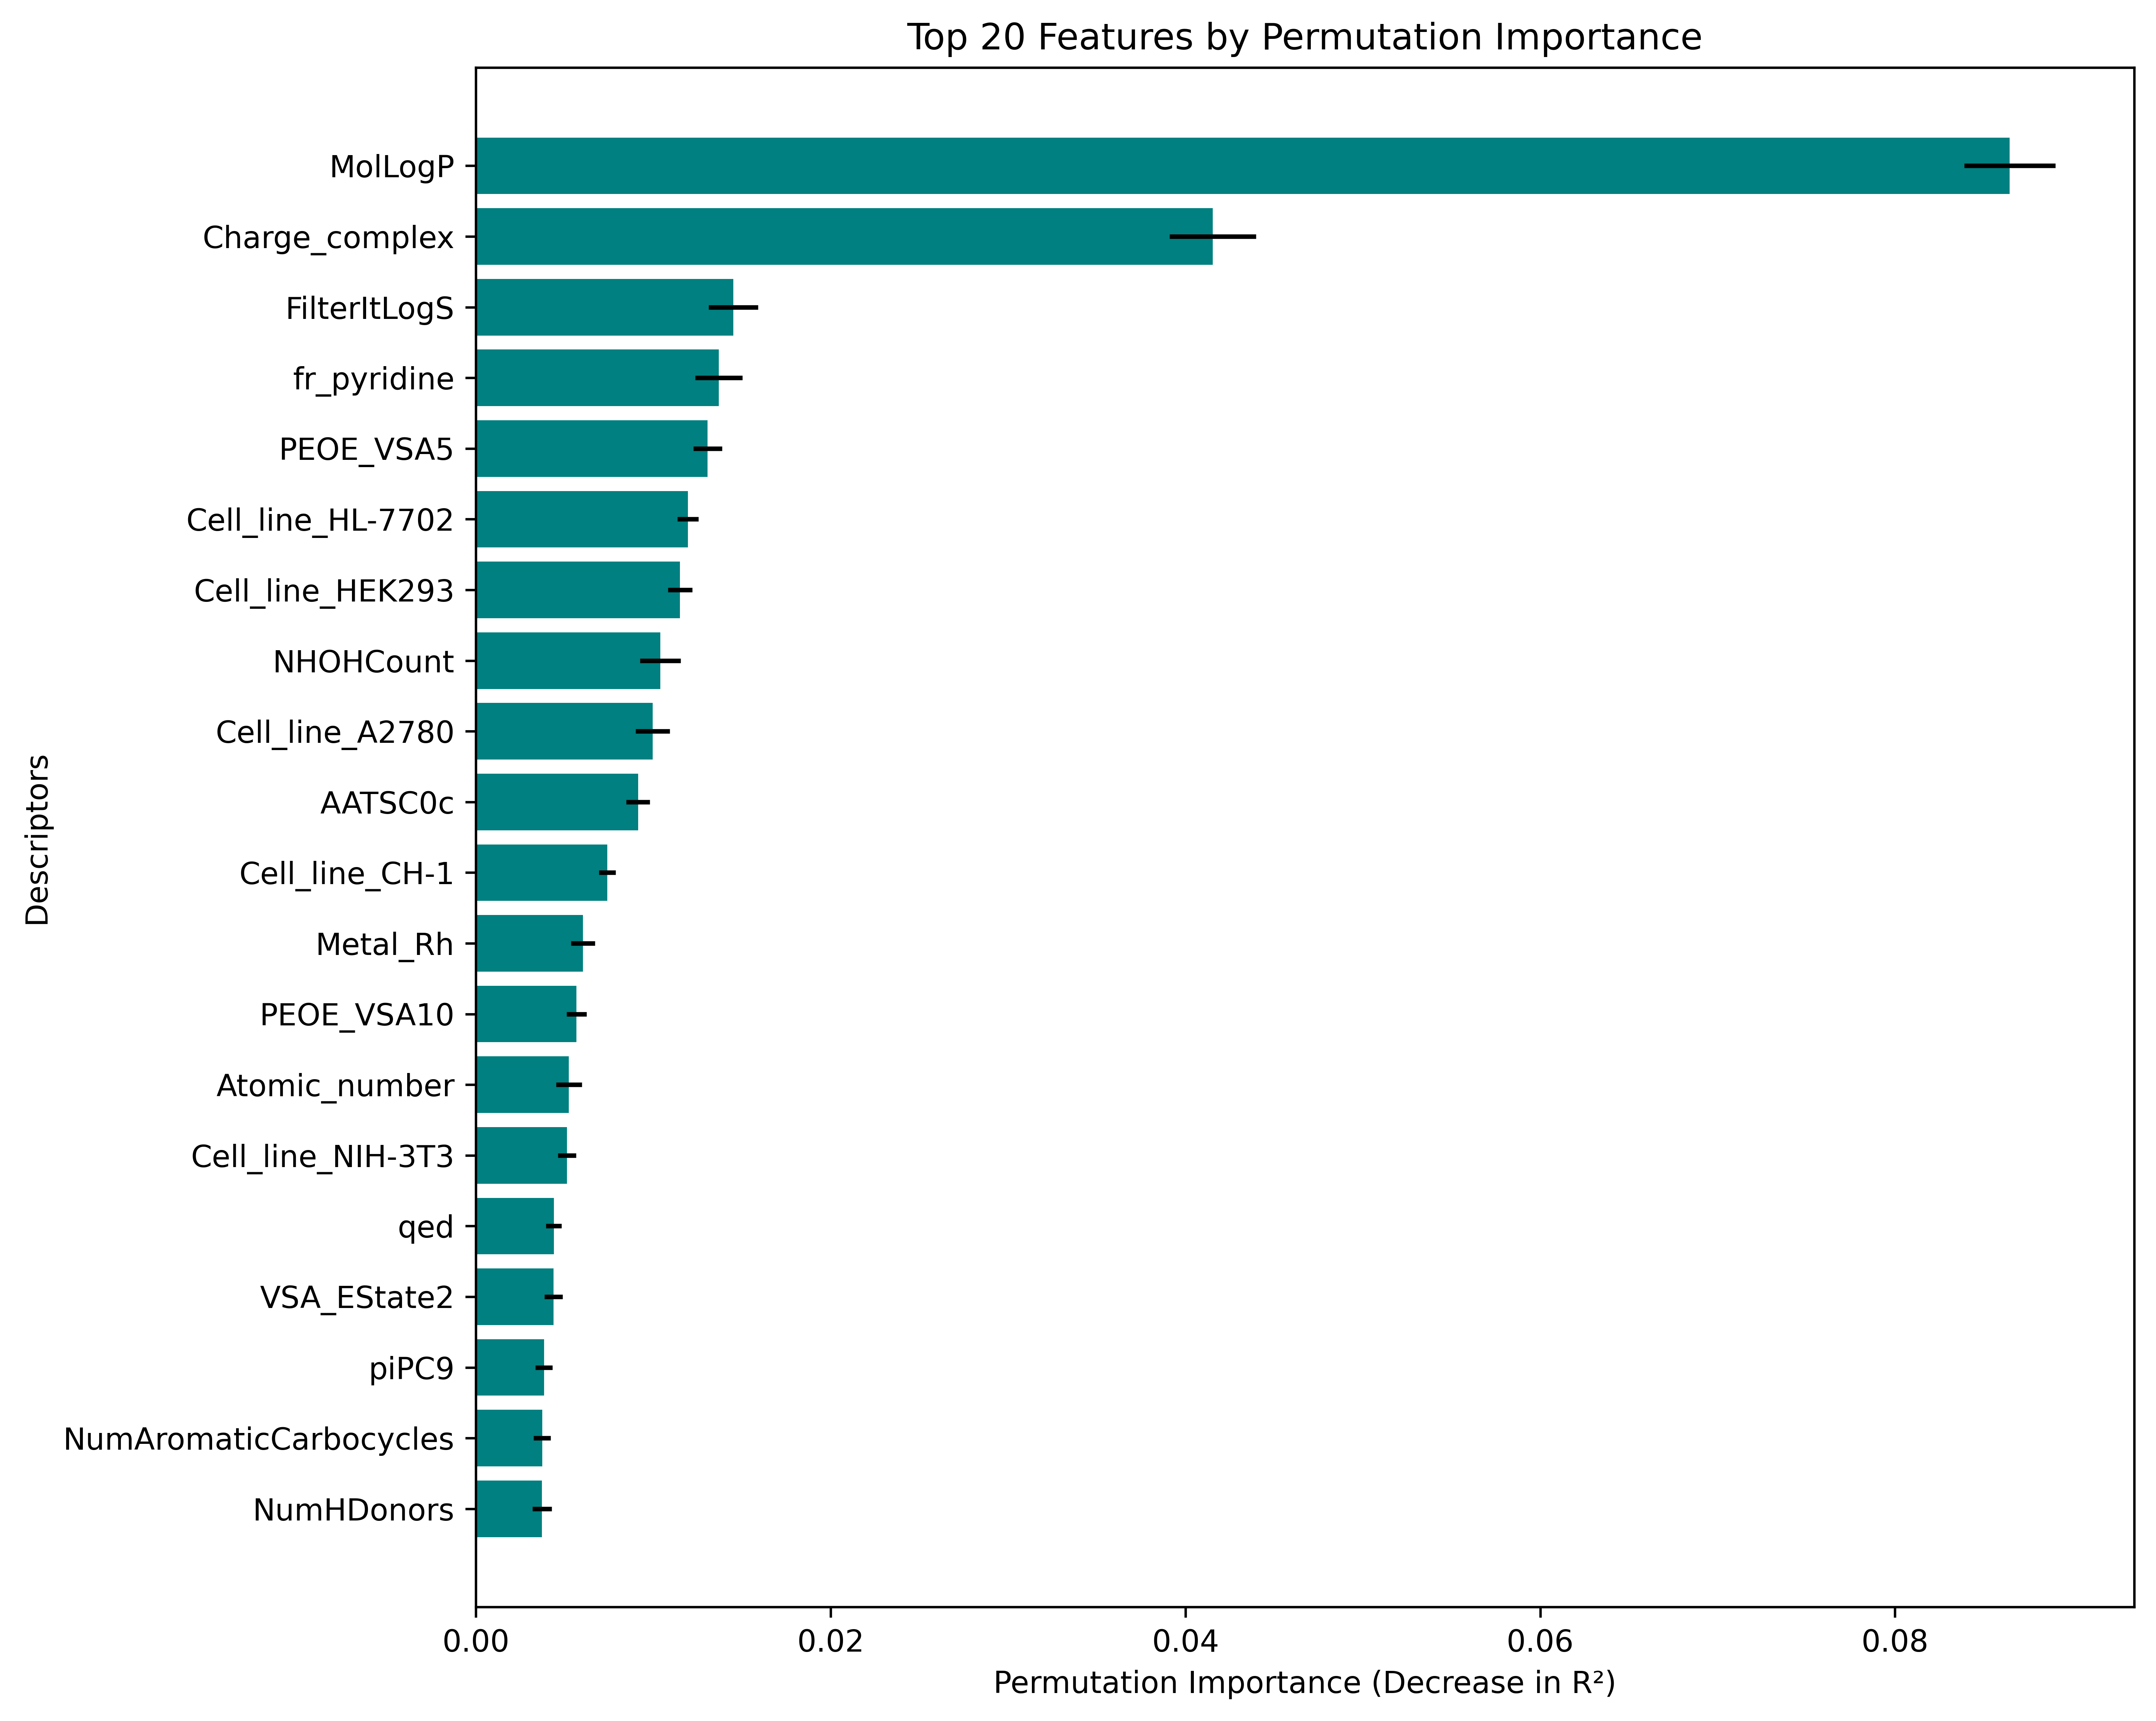 Top 20 Features by Permutation Importance
Descriptors
MolLogP
Charge_complex
FilterItLogS
fr_pyridine
PEOE_VSA5
Cell_line_HL-7702
Cell_line_HEK293
NHOHCount
Cell_line_A2780
AATSC0c
Cell_line_CH-1
Metal_Rh
PEOE_VSA10
Atomic_number
Cell_line_NIH-3T3
qed
VSA_EState2
piPC9
NumAromaticCarbocycles
NumHDonors
0.00 0.02 0.04 0.06 0.08
Permutation Importance (Decrease in R²)